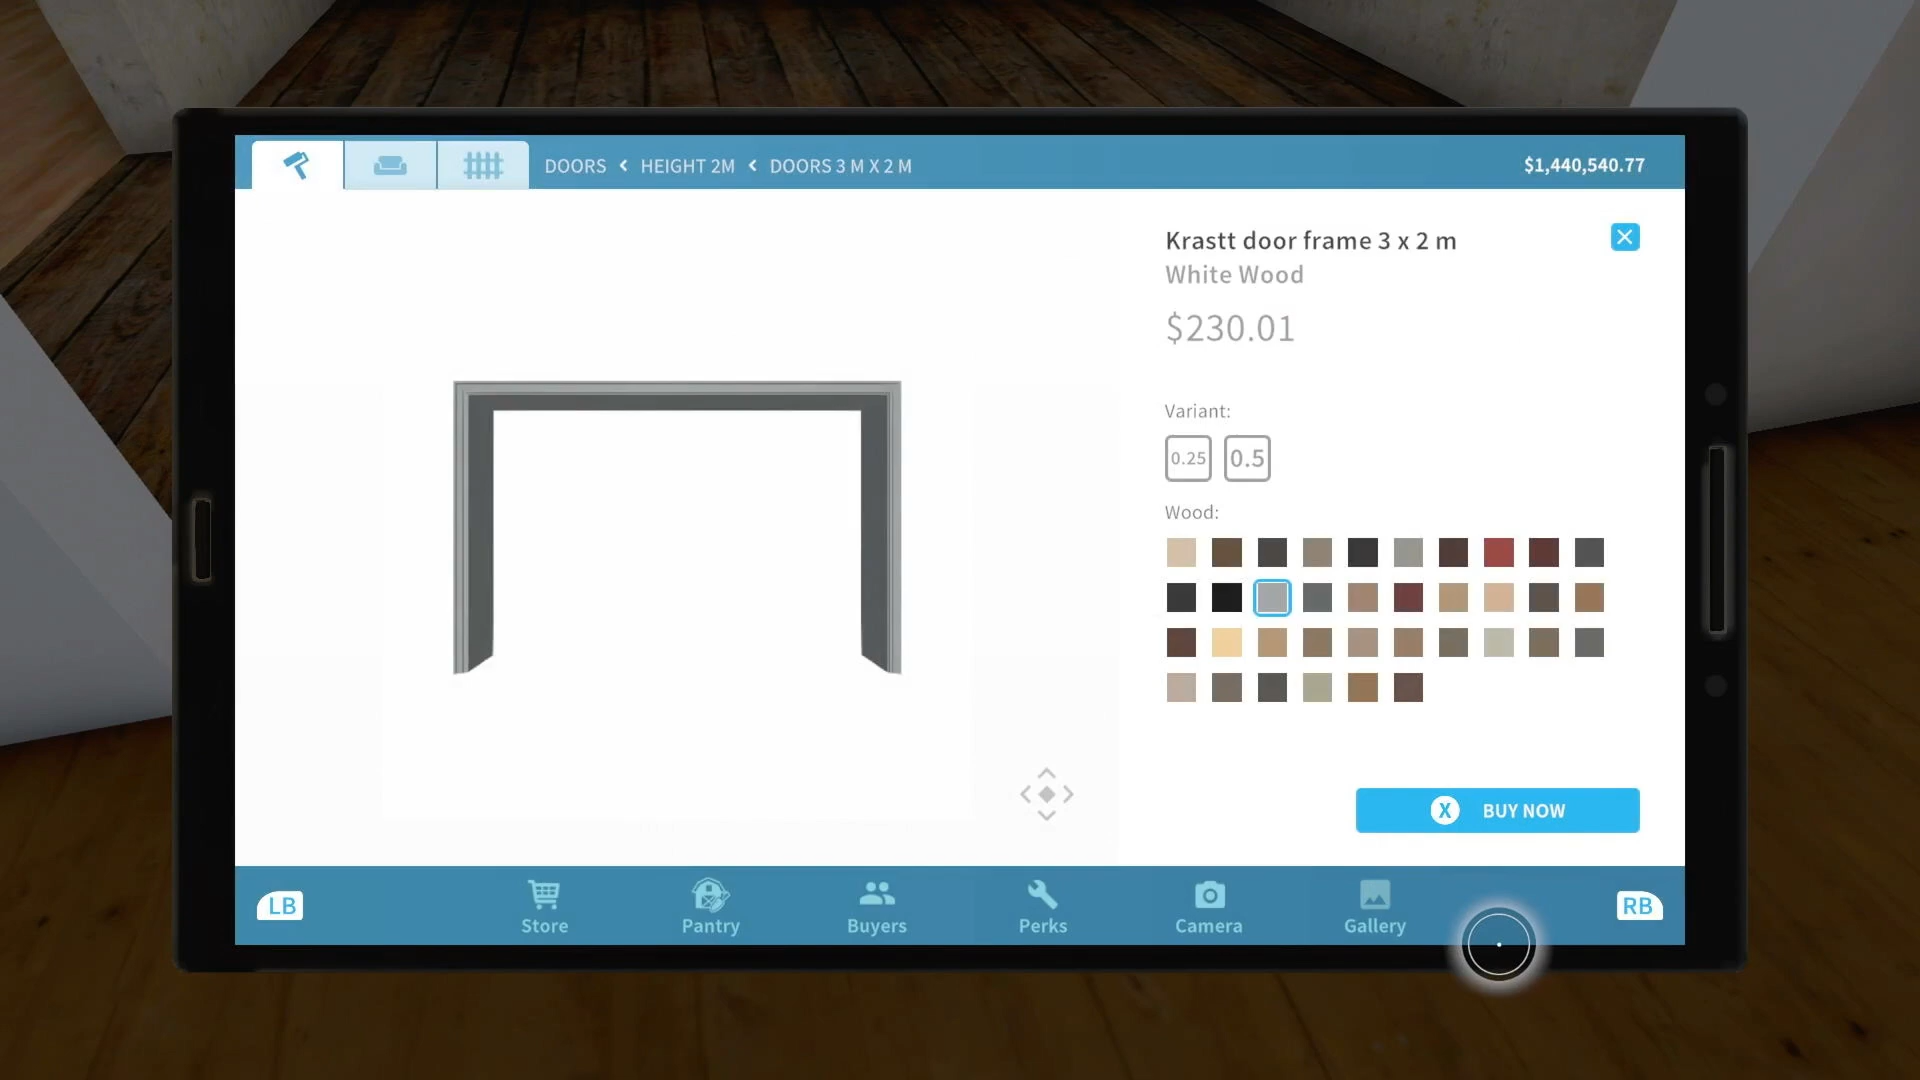 DOORS < HEIGHT 2M < DOORS 3 M X 2 M
$1,440,540.77
Krastt door frame 3 x 2 m
White Wood
$230.01
Variant:
0.25 0.5
Wood:
X BUY NOW
LB
Store
Pantry
Buyers
Perks
Camera
Gallery
RB